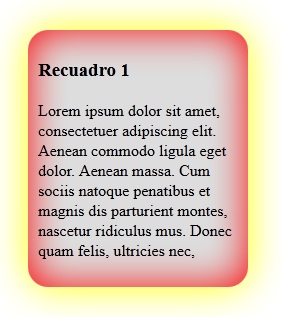 Recuadro 1
Lorem ipsum dolor sit amet,
consectetuer adipiscing elit.
Aenean commodo ligula eget
dolor. Aenean massa. Cum
sociis natoque penatibus et
magnis dis parturient montes,
nascetur ridiculus mus. Donec
quam felis, ultricies nec,